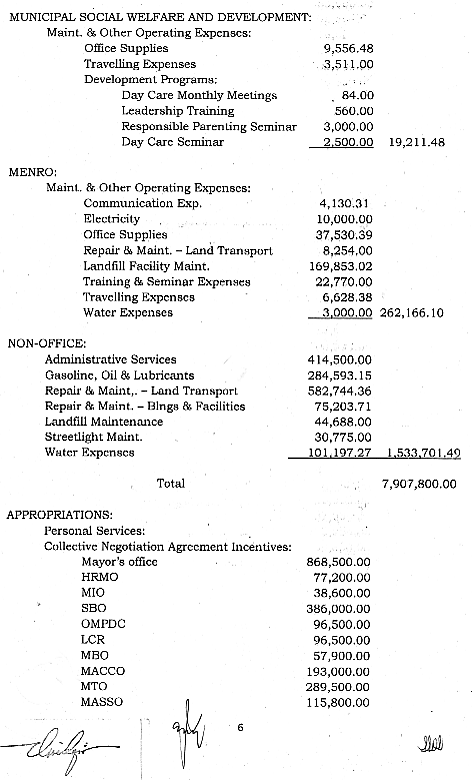 MUNICIPAL SOCIAL WELFARE AND DEVELOPMENT:
Maint. & Other Operating Expenses:
Office Supplies 9,556.48
Travelling Expenses 3,511.00
Development Programs:
Day Care Monthly Meetings 84.00
Leadership Training 560.00
Responsible Parenting Seminar 3,000.00
Day Care Seminar 2,500.00 19,211.48
MENRO:
Maint. & Other Operating Expenses:
Communication Exp. 4,130.31
Electricity 10,000.00
Office Supplies 37,530.39
Repair & Maint. – Land Transport 8,254.00
Landfill Facility Maint. 169,853.02
Training & Seminar Expenses 22,770.00
Travelling Expenses 6,628.38
Water Expenses 3,000.00 262,166.10
NON-OFFICE:
Administrative Services 414,500.00
Gasoline, Oil & Lubricants 284,593.15
Repair & Maint,. – Land Transport 582,744.36
Repair & Maint. – Blngs & Facilities 75,203.71
Landfill Maintenance 44,688.00
Streetlight Maint. 30,775.00
Water Expenses 101,197.27 1,533,701.49
Total 7,907,800.00
APPROPRIATIONS:
Personal Services:
Collective Negotiation Agreement Incentives:
Mayor's office 868,500.00
HRMO 77,200.00
MIO 38,600.00
SBO 386,000.00
OMPDC 96,500.00
LCR 96,500.00
MBO 57,900.00
MACCO 193,000.00
MTO 289,500.00
MASSO 115,800.00
6